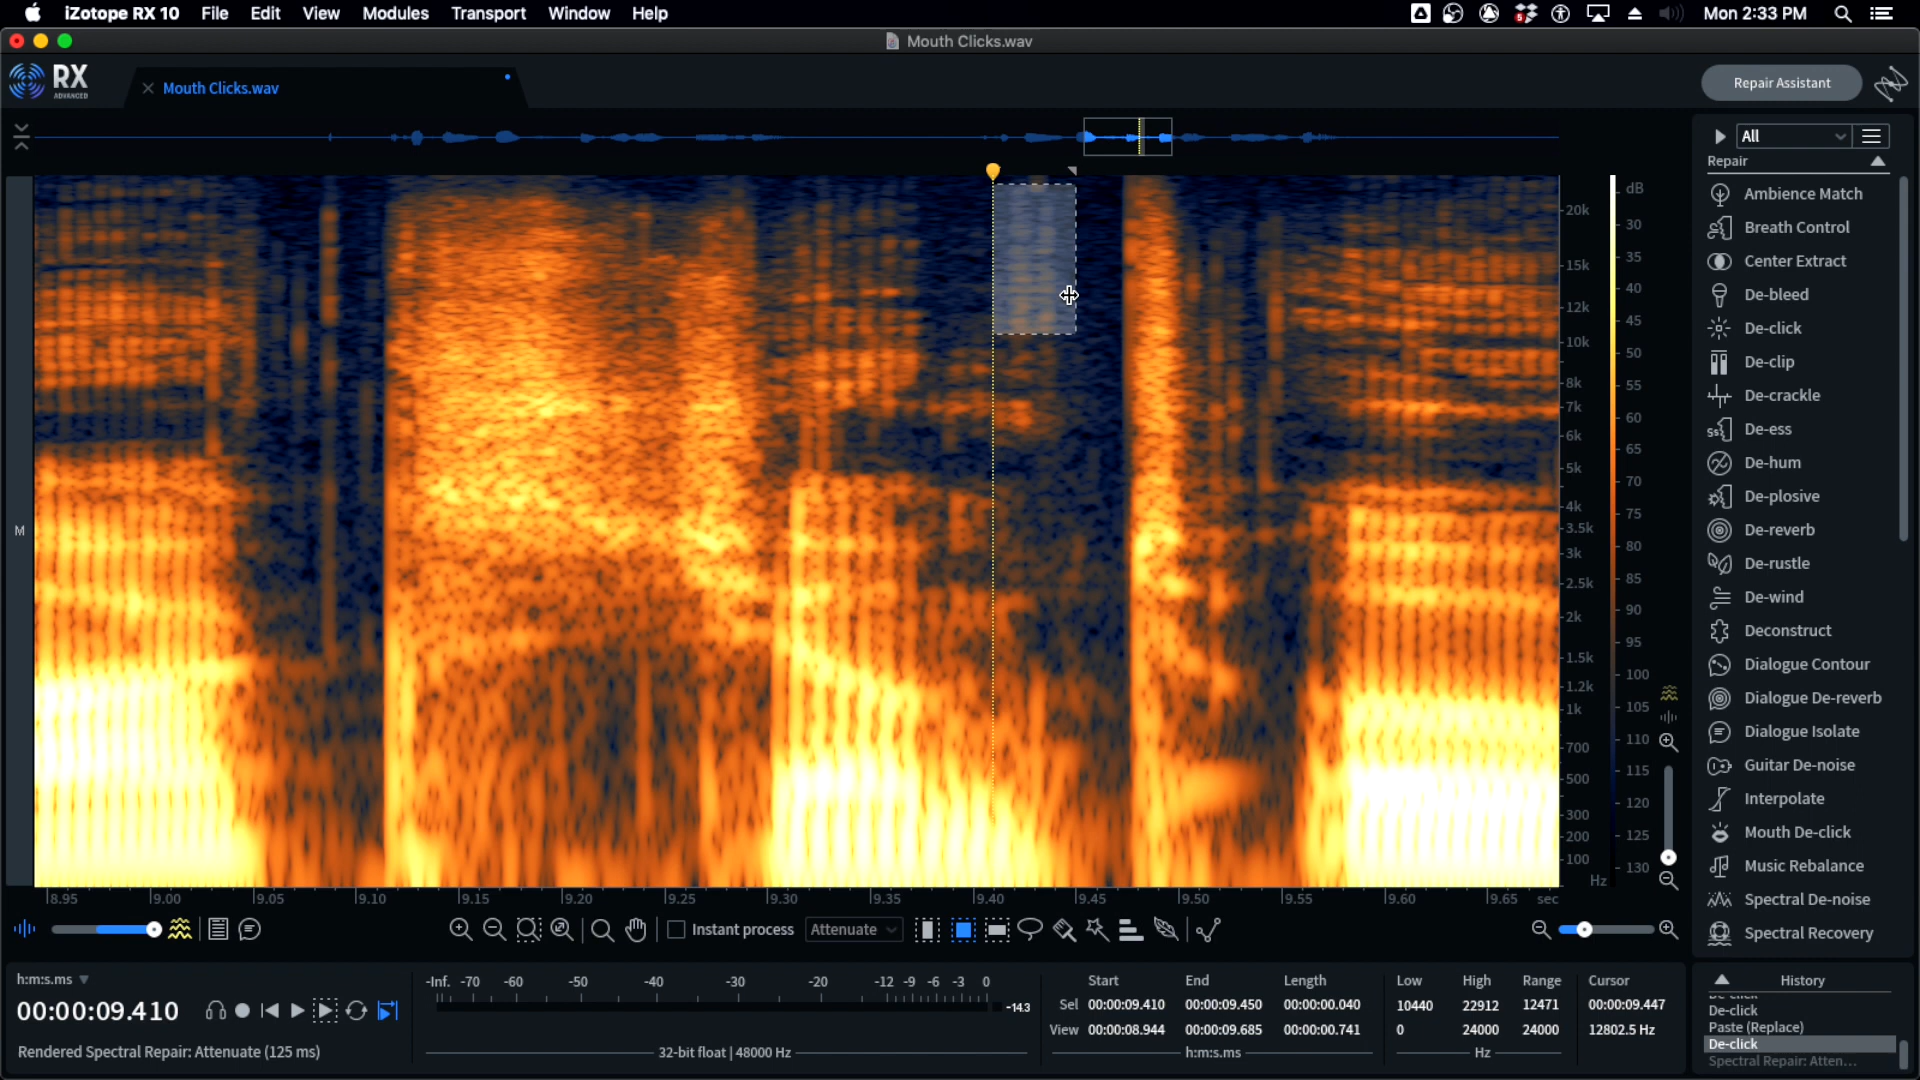 iZotope RX 10 File Edit View Modules Transport Window Help 5 Mon 2:33 PM
Mouth Clicks.wav
RX
ADVANCED
Mouth Clicks.wav
Repair Assistant
All
Repair
Ambience Match
Breath Control
Center Extract
De-bleed
De-click
De-clip
De-crackle
De-ess
De-hum
De-plosive
De-reverb
De-rustle
De-wind
Deconstruct
Dialogue Contour
Dialogue De-reverb
Dialogue Isolate
Guitar De-noise
Interpolate
Mouth De-click
Music Rebalance
Spectral De-noise
Spectral Recovery
dB
30
35
40
45
50
55
60
65
70
75
80
85
90
95
100
105
110
115
120
125
130
20k
15k
12k
10k
8k
7k
6k
5k
4k
3.5k
3k
2.5k
2k
1.5k
1.2k
1k
700
500
300
200
100
Hz
M
8.95 9.00 9.05 9.10 9.15 9.20 9.25 9.30 9.35 9.40 9.45 9.50 9.55 9.60 9.65 sec
Instant process Attenuate
h:m:s.ms
00:00:09.410
Rendered Spectral Repair: Attenuate (125 ms)
-Inf. -70 -60 -50 -40 -30 -20 -12 -9 -6 -3 0
-14.3
32-bit float | 48000 Hz
Start End Length Low High Range Cursor
Sel 00:00:09.410 00:00:09.450 00:00:00.040 10440 22912 12471 00:00:09.447
View 00:00:08.944 00:00:09.685 00:00:00.741 0 24000 24000 12802.5 Hz
h:m:s.ms Hz
History
De-click
De-click
Paste (Replace)
De-click
Spectral Repair: Atten...